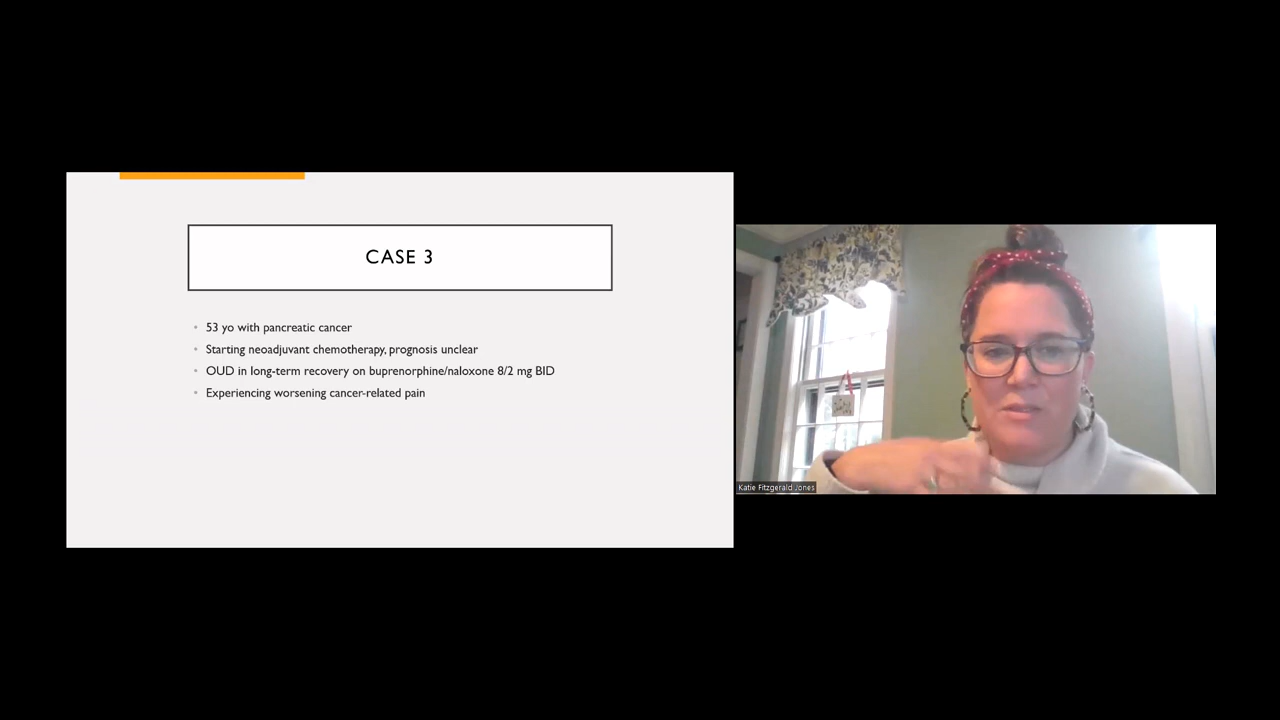 CASE 3
53 yo with pancreatic cancer
Starting neoadjuvant chemotherapy, prognosis unclear
OUD in long-term recovery on buprenorphine/naloxone 8/2 mg BID
Experiencing worsening cancer-related pain
Katie Fitzgerald Jones